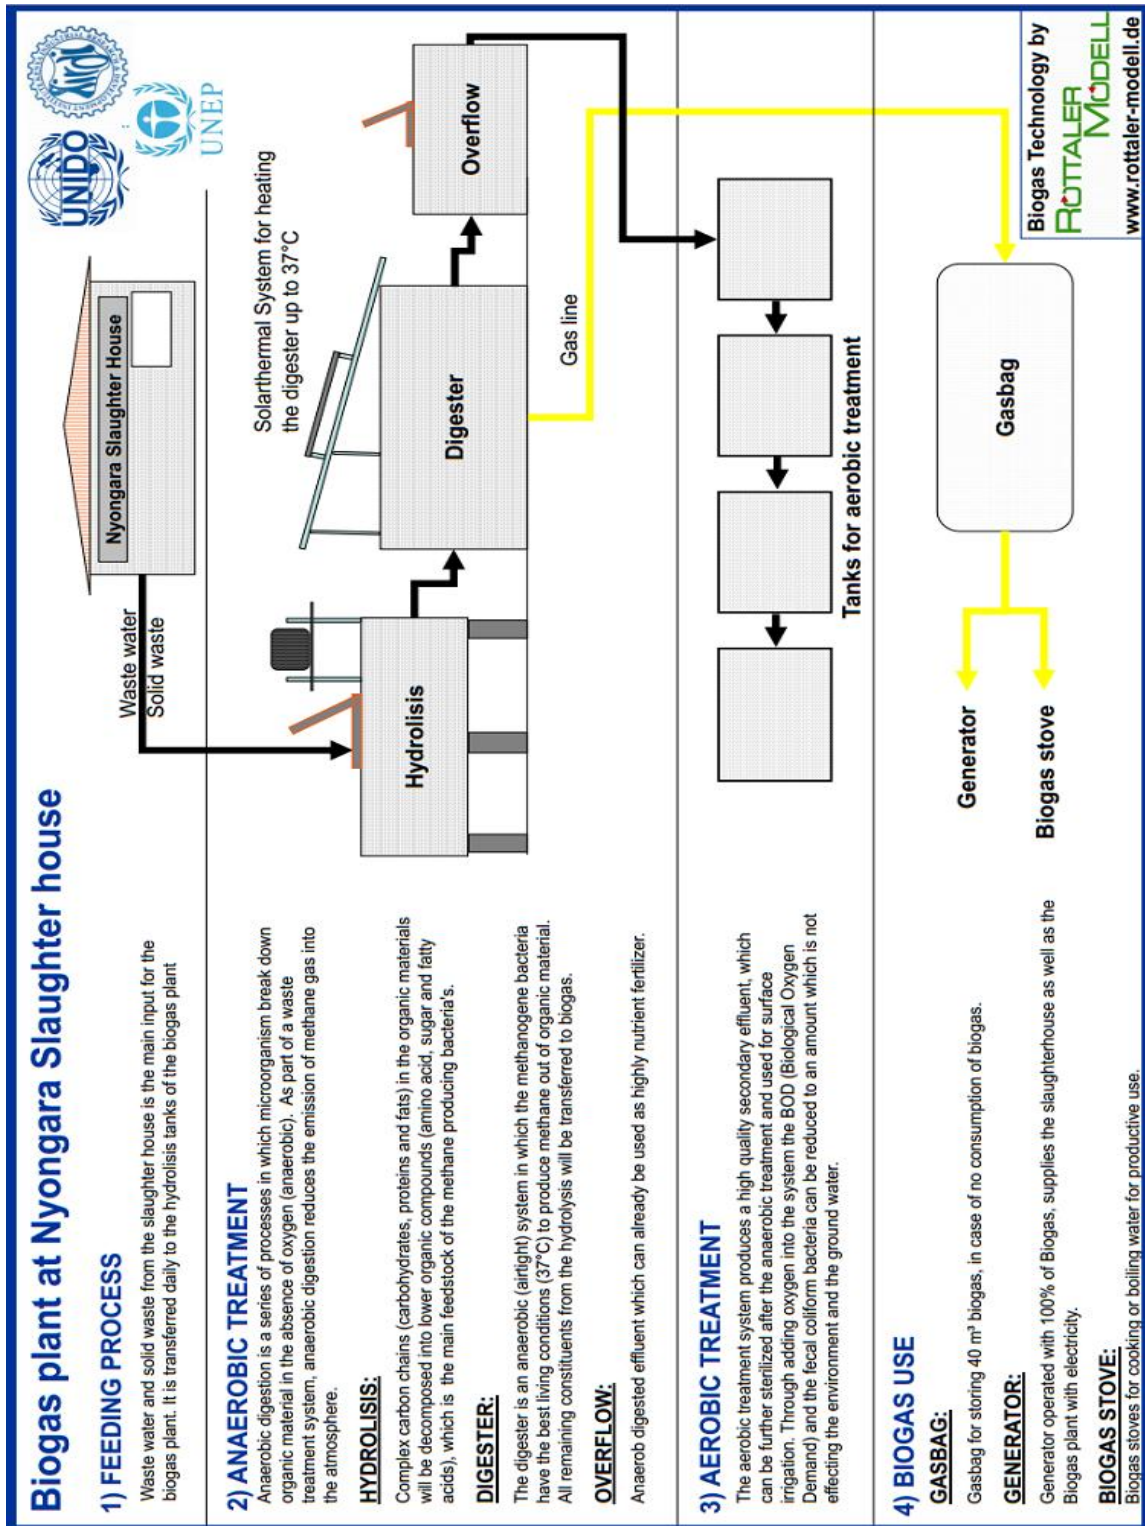 Biogas plant at Nyongara Slaughter house
UNIDO
UNEP
1) FEEDING PROCESS
Waste water and solid waste from the slaughter house is the main input for the
biogas plant. It is transferred daily to the hydrolisis tanks of the biogas plant
Waste water
Solid waste
Nyongara Slaughter House
2) ANAEROBIC TREATMENT
Anaerobic digestion is a series of processes in which microorganism break down
organic material in the absence of oxygen (anaerobic). As part of a waste
treatment system, anaerobic digestion reduces the emission of methane gas into
the atmosphere.
HYDROLISIS:
Complex carbon chains (carbohydrates, proteins and fats) in the organic materials
will be decomposed into lower organic compounds (amino acid, sugar and fatty
acids), which is the main feedstock of the methane producing bacteria's.
DIGESTER:
The digester is an anaerobic (airtight) system in which the methanogene bacteria
have the best living conditions (37°C) to produce methane out of organic material.
All remaining constituents from the hydrolysis will be transferred to biogas.
OVERFLOW:
Anaerob digested effluent which can already be used as highly nutrient fertilizer.
Solarthermal System for heating
the digester up to 37°C
Hydrolisis
Digester
Overflow
Gas line
3) AEROBIC TREATMENT
The aerobic treatment system produces a high quality secondary effluent, which
can be further sterilized after the anaerobic treatment and used for surface
irrigation. Through adding oxygen into the system the BOD (Biological Oxygen
Demand) and the fecal coliform bacteria can be reduced to an amount which is not
effecting the environment and the ground water.
Tanks for aerobic treatment
4) BIOGAS USE
GASBAG:
Gasbag for storing 40 m³ biogas, in case of no consumption of biogas.
GENERATOR:
Generator operated with 100% of Biogas, supplies the slaughterhouse as well as the
Biogas plant with electricity.
BIOGAS STOVE:
Biogas stoves for cooking or boiling water for productive use.
Generator
Biogas stove
Gasbag
Biogas Technology by
ROTTALER
MODELL
www.rottaler-modell.de